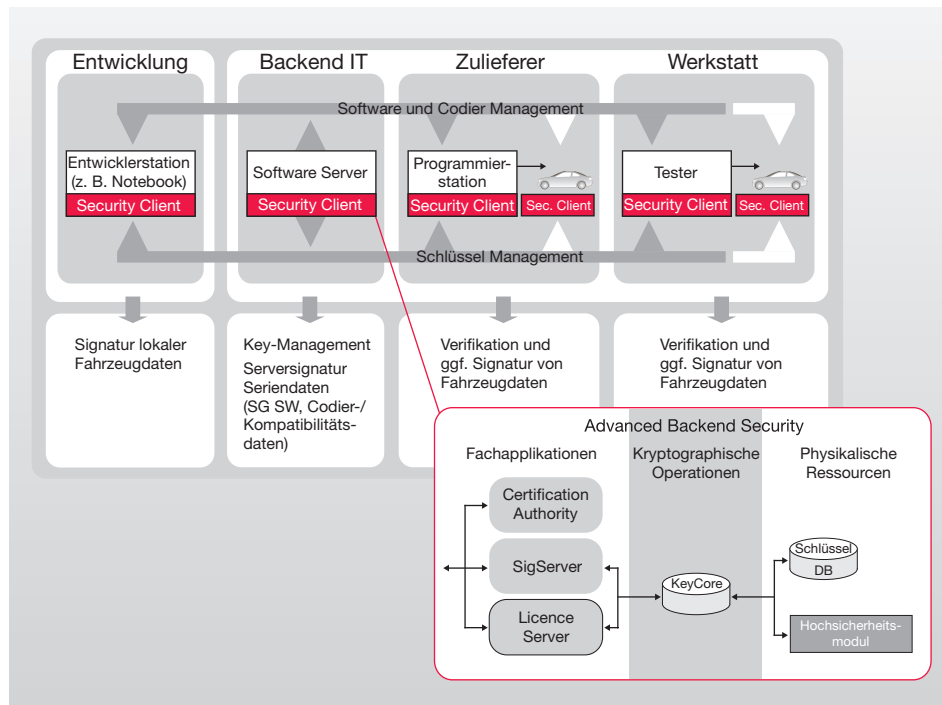 Entwicklung
Backend IT
Zulieferer
Werkstatt
Software und Codier Management
Entwicklerstation
(z. B. Notebook)
Security Client
Software Server
Security Client
Programmier-
station
Security Client
Sec. Client
Tester
Security Client
Sec. Client
Schlüssel Management
Signatur lokaler
Fahrzeugdaten
Key-Management
Serversignatur
Seriendaten
(SG SW, Codier-/
Kompatibilitäts-
daten)
Verifikation und
ggf. Signatur von
Fahrzeugdaten
Verifikation und
ggf. Signatur von
Fahrzeugdaten
Advanced Backend Security
Fachapplikationen
Kryptographische
Operationen
Physikalische
Ressourcen
Certification
Authority
SigServer
Licence
Server
KeyCore
Schlüssel
DB
Hochsicherheits-
modul